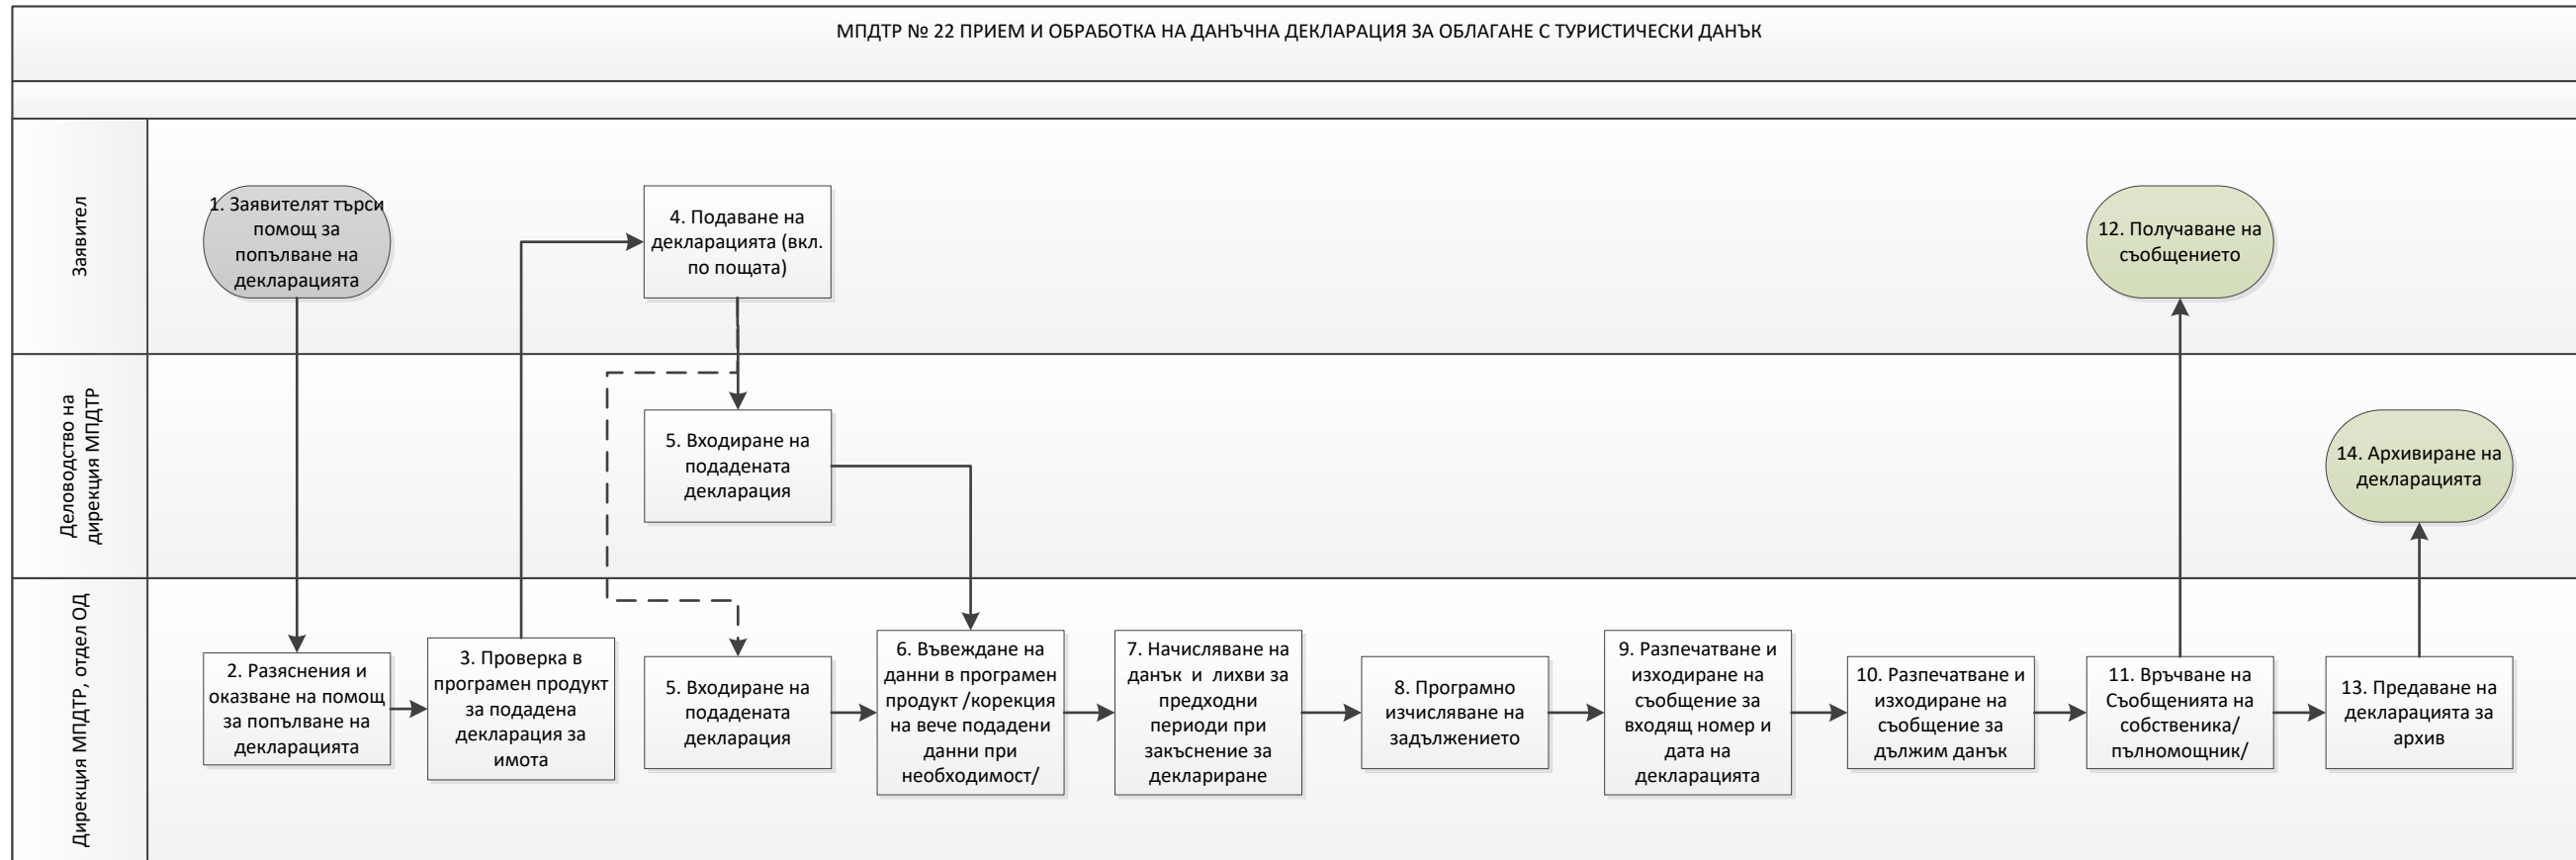 МПДТР № 22 ПРИЕМ И ОБРАБОТКА НА ДАНЪЧНА ДЕКЛАРАЦИЯ ЗА ОБЛАГАНЕ С ТУРИСТИЧЕСКИ ДАНЪК
Заявител
1. Заявителят търси
помощ за
попълване на
декларацията
4. Подаване на
декларацията (вкл.
по пощата)
12. Получаване на
съобщението
Деловодство на
дирекция МПДТР
5. Входиране на
подадената
декларация
14. Архивиране на
декларацията
Дирекция МПДТР, отдел ОД
2. Разяснения и
оказване на помощ
за попълване на
декларацията
3. Проверка в
програмен продукт
за подадена
декларация за
имота
5. Входиране на
подадената
декларация
6. Въвеждане на
данни в програмен
продукт /корекция
на вече подадени
данни при
необходимост/
7. Начисляване на
данък и лихви за
предходни
периоди при
закъснение за
деклариране
8. Програмно
изчисляване на
задължението
9. Разпечатване и
изходиране на
съобщение за
входящ номер и
дата на
декларацията
10. Разпечатване и
изходиране на
съобщение за
дължим данък
11. Връчване на
Съобщенията на
собственика/
пълномощник/
13. Предаване на
декларацията за
архив